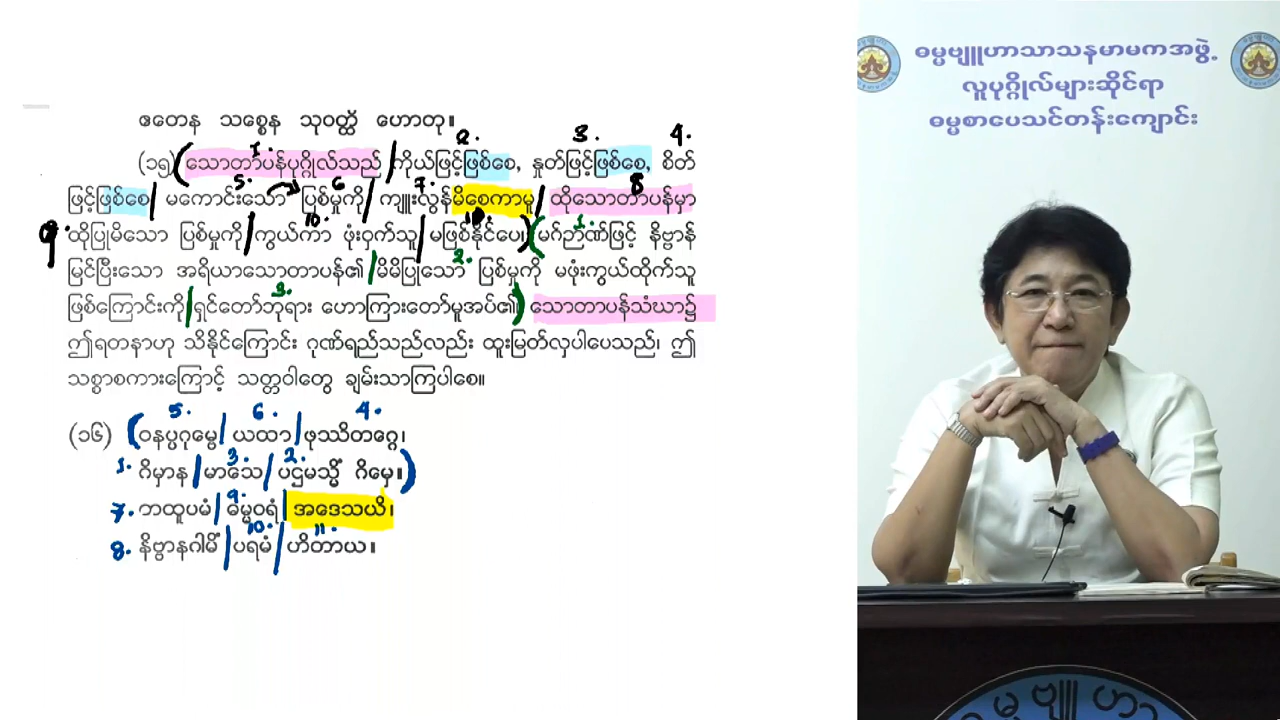 ဧတေန သစ္စေန သုဝတ္ထိ ဟောတု။
(၁၅) (သောတာပန်ပုဂ္ဂိုလ်သည် / ကိုယ်ဖြင့်ဖြစ်စေ, နှုတ်ဖြင့်ဖြစ်စေ, စိတ်
ဖြင့်ဖြစ်စေ / မကောင်းသော ပြစ်မှုကို / ကျူးလွန်မိစေကာမူ / ထိုသောတာပန်မှာ
ထိုပြုမိသော ပြစ်မှုကို / ကွယ်ကာ ဖုံးဝှက်သူ / မဖြစ်နိုင်ပေ။) (မဂ်ဉာဏ်ဖြင့် နိဗ္ဗာန်
မြင်ပြီးသော အရိယာသောတာပန်၏ / မိမိပြုသော ပြစ်မှုကို မဖုံးကွယ်ထိုက်သူ
ဖြစ်ကြောင်းကို / ရှင်တော်ဘုရား ဟောကြားတော်မူအပ်၏) သောတာပန်သံဃာ၌
ဤရတနာဟု သိနိုင်ကြောင်း ဂုဏ်ရည်သည်လည်း ထူးမြတ်လှပါပေသည်၊ ဤ
သစ္စာစကားကြောင့် သတ္တဝါတွေ ချမ်းသာကြပါစေ။
5. 6. 4.
(၁၆) (ဝနပ္ပဂုမ္ဗေ / ယထာ / ဖုဿိတဂ္ဂေ၊
1. 3. 2.
ဂိမှာန / မာသေ / ပဌမသ္မိံ ဂိမှေ။)
7. 9.
တထူပမံ / ဓမ္မဝရံ / အဒေသယိ၊
8. 10. 11.
နိဗ္ဗာနဂါမိံ / ပရမံ / ဟိတာယ။
ဓမ္မဗျူဟာသာသနမာမကအဖွဲ့
လူပုဂ္ဂိုလ်များဆိုင်ရာ
ဓမ္မစာပေသင်တန်းကျောင်း